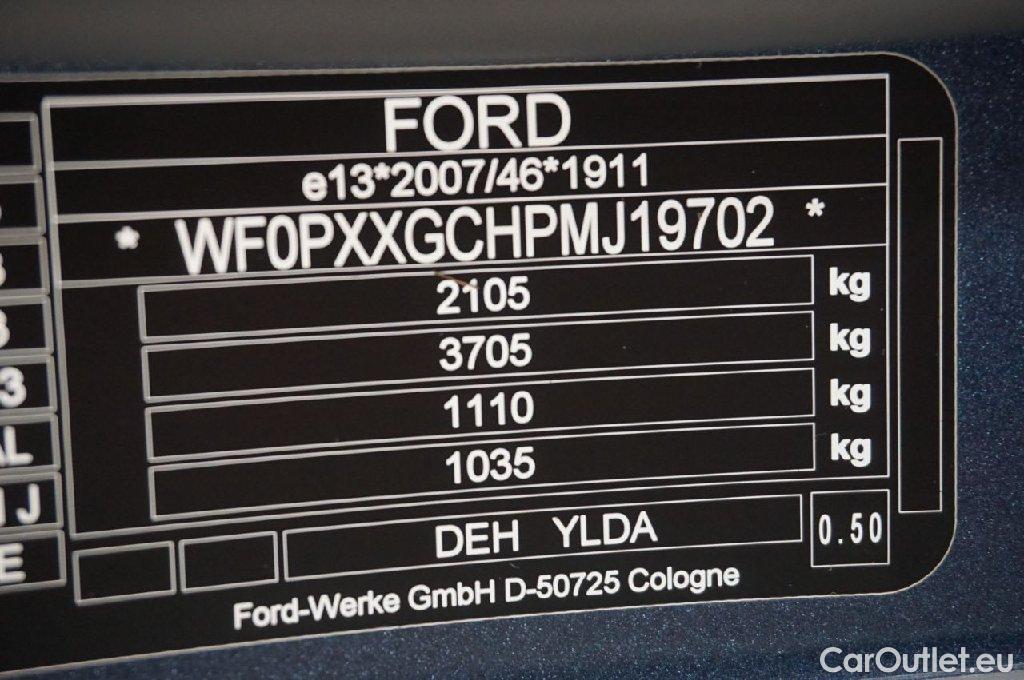 FORD
e13*2007/46*1911
* WF0PXXGCHPMJ19702 *
2105 kg
3705 kg
1110 kg
1035 kg
DEH YLDA
0.50
Ford-Werke GmbH D-50725 Cologne
CarOutlet.eu